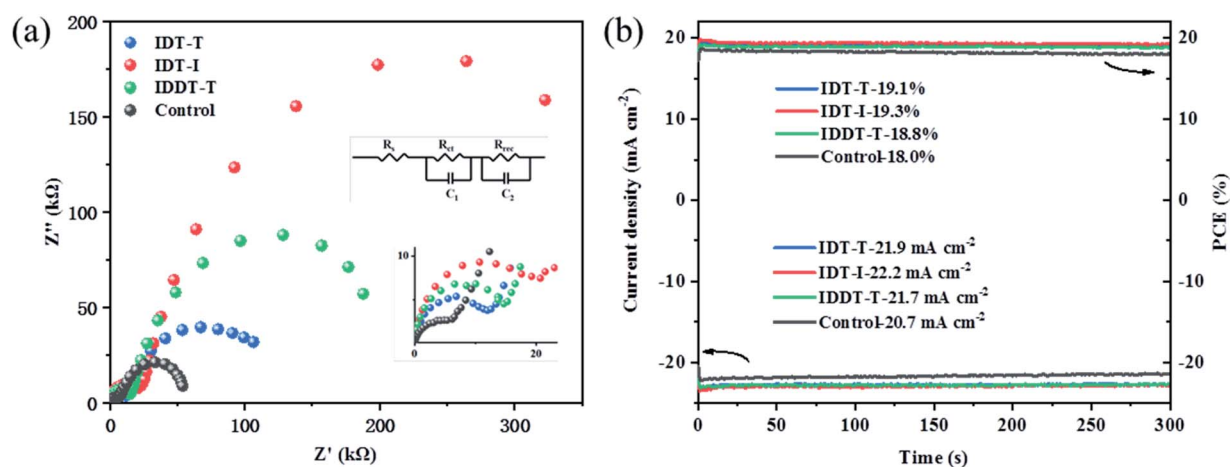 (a)
200
150
100
50
0
Z'' (kΩ)
IDT-T
IDT-I
IDDT-T
Control
Rs Rct Rrec
C1 C2
10
0
0 20
0 100 200 300
Z' (kΩ)
(b)
20
10
0
-10
-20
Current density (mA cm-2)
IDT-T-19.1%
IDT-I-19.3%
IDDT-T-18.8%
Control-18.0%
IDT-T-21.9 mA cm-2
IDT-I-22.2 mA cm-2
IDDT-T-21.7 mA cm-2
Control-20.7 mA cm-2
20
10
0
-10
-20
PCE (%)
0 50 100 150 200 250 300
Time (s)